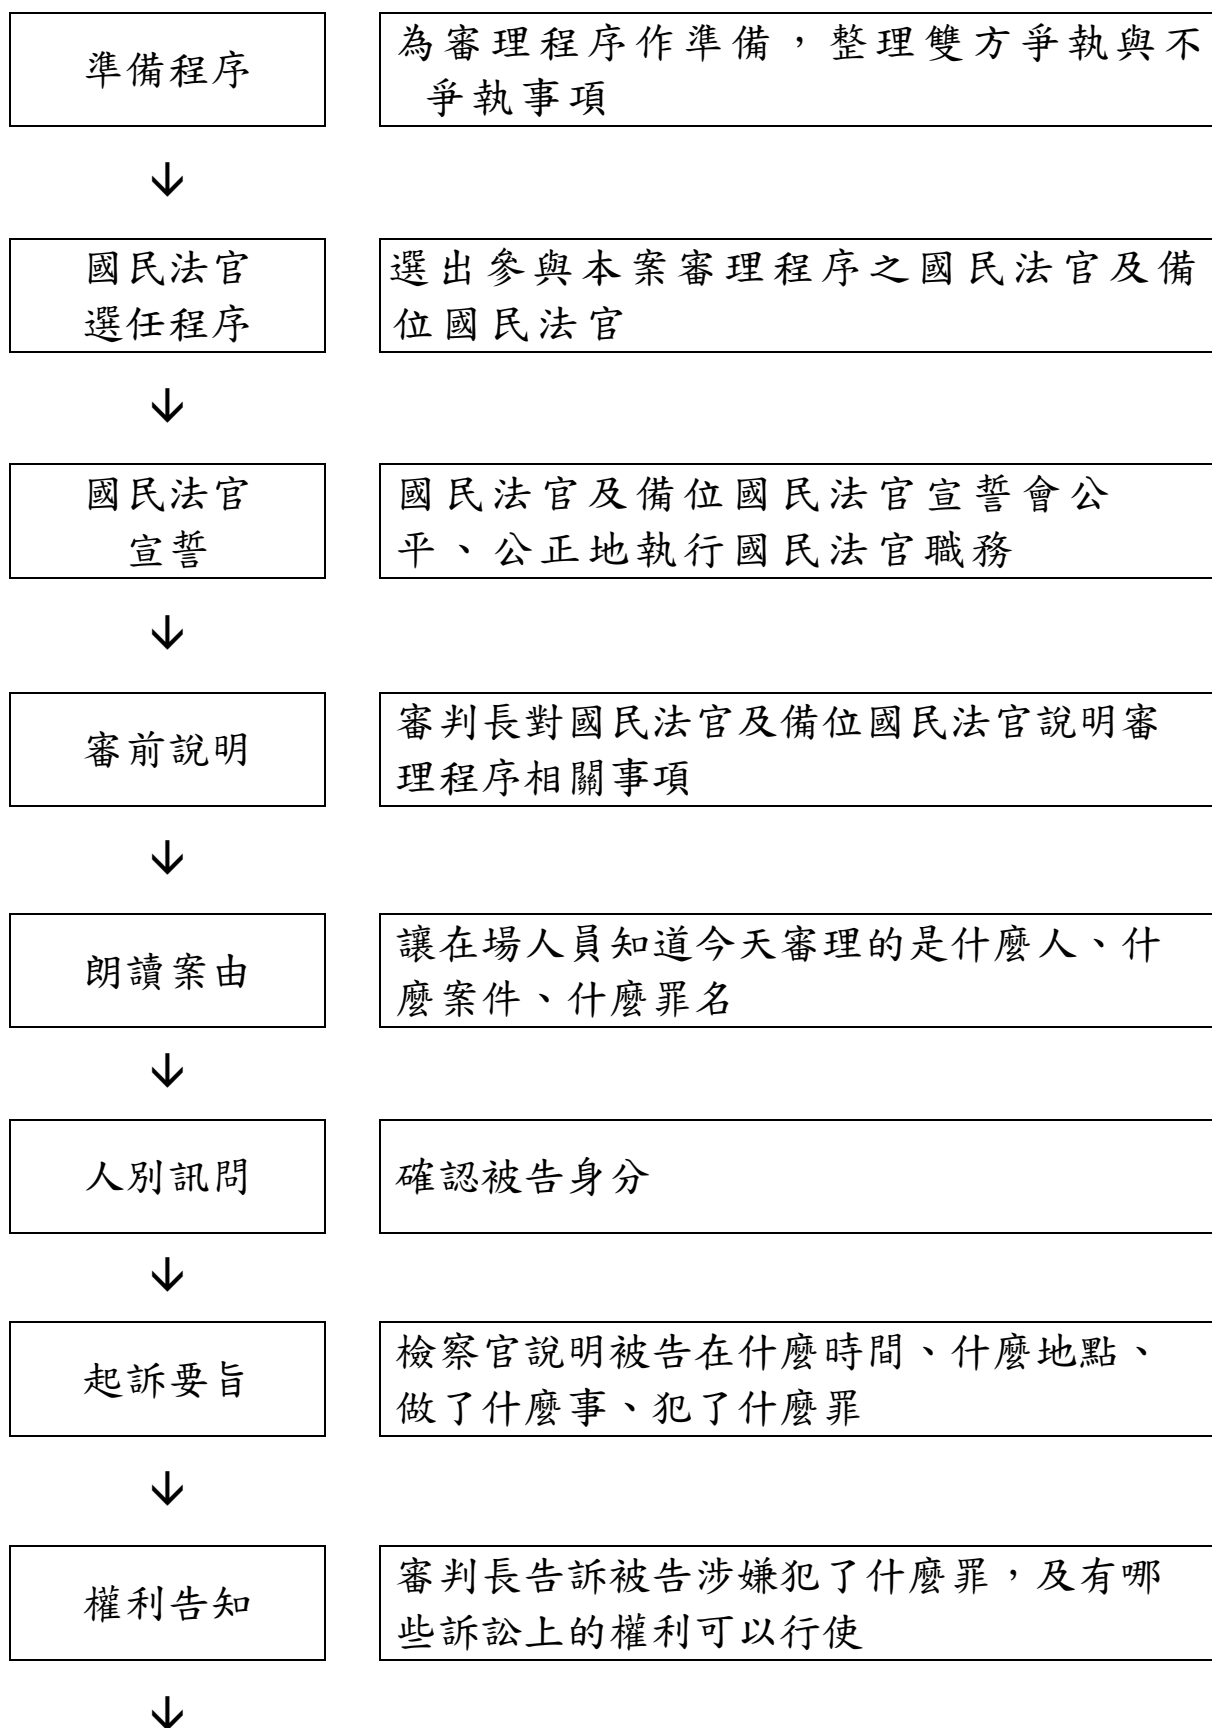 準備程序
為審理程序作準備，整理雙方爭執與不
爭執事項
↓
國民法官
選任程序
選出參與本案審理程序之國民法官及備
位國民法官
↓
國民法官
宣誓
國民法官及備位國民法官宣誓會公
平、公正地執行國民法官職務
↓
審前說明
審判長對國民法官及備位國民法官說明審
理程序相關事項
↓
朗讀案由
讓在場人員知道今天審理的是什麼人、什
麼案件、什麼罪名
↓
人別訊問
確認被告身分
↓
起訴要旨
檢察官說明被告在什麼時間、什麼地點、
做了什麼事、犯了什麼罪
↓
權利告知
審判長告訴被告涉嫌犯了什麼罪，及有哪
些訴訟上的權利可以行使
↓